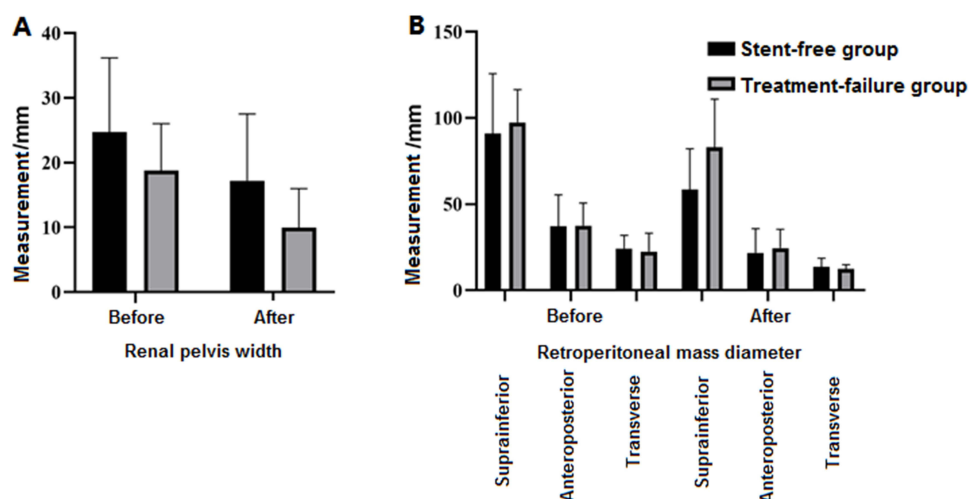 A
Measurement/mm
40
30
20
10
0
Before
After
Renal pelvis width
B
Measurement /mm
150
100
50
0
Stent-free group
Treatment-failure group
Before
After
Retroperitoneal mass diameter
Suprainferior
Anteroposterior
Transverse
Suprainferior
Anteroposterior
Transverse